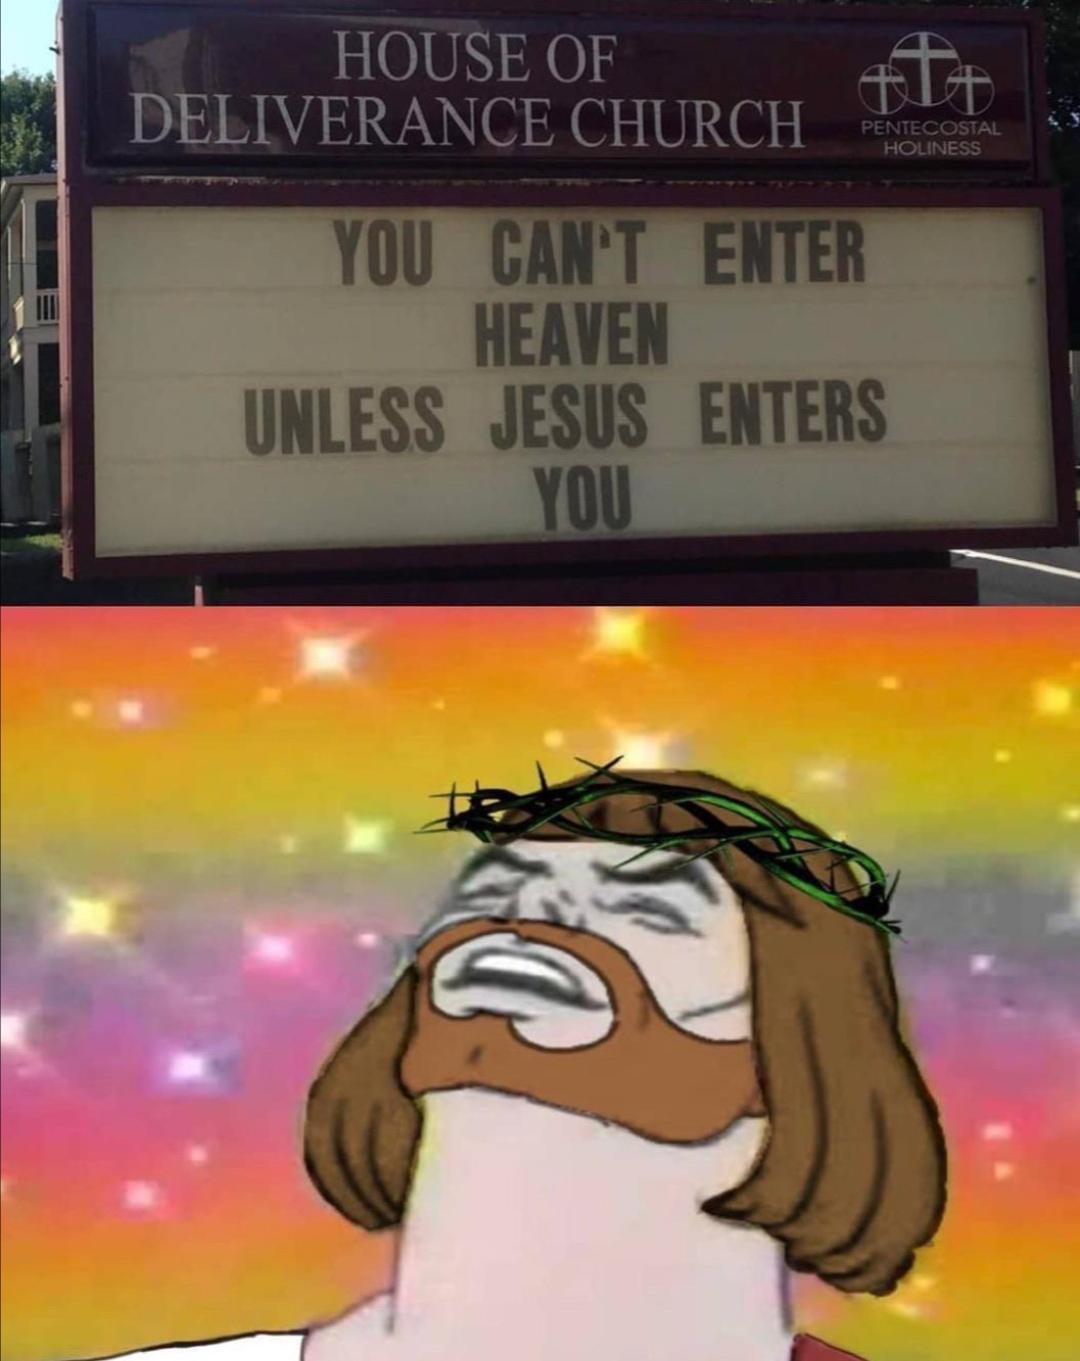 HOUSE OF
DELIVERANCE CHURCH
PENTECOSTAL
HOLINESS
YOU CAN'T ENTER
HEAVEN
UNLESS JESUS ENTERS
YOU